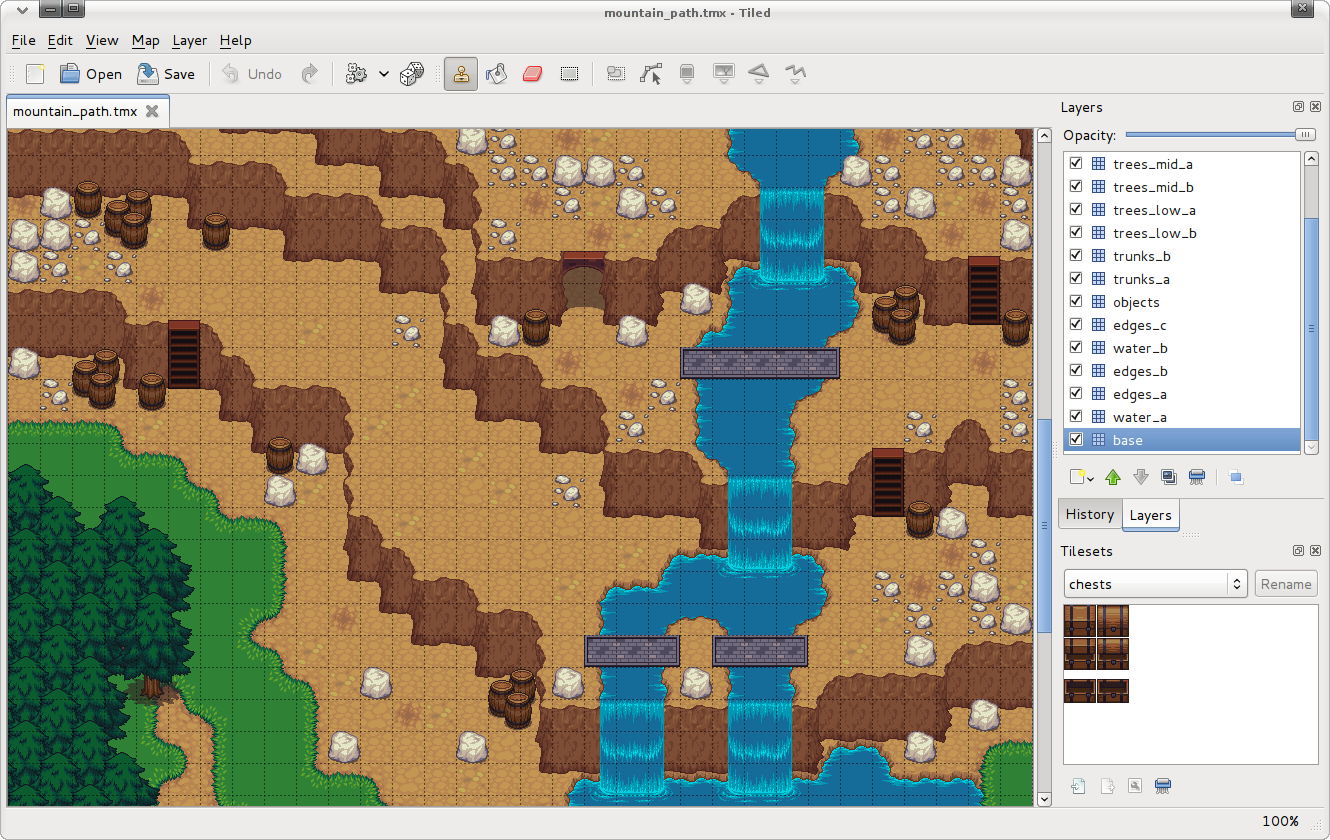 mountain_path.tmx - Tiled
File Edit View Map Layer Help
Open Save Undo
mountain_path.tmx
Layers
Opacity:
trees_mid_a
trees_mid_b
trees_low_a
trees_low_b
trunks_b
trunks_a
objects
edges_c
water_b
edges_b
edges_a
water_a
base
History Layers
Tilesets
chests Rename
100%